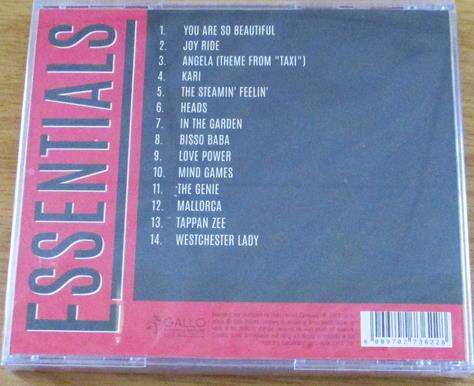 ESSENTIALS
1. YOU ARE SO BEAUTIFUL
2. JOY RIDE
3. ANGELA (THEME FROM "TAXI")
4. KARI
5. THE STEAMIN' FEELIN'
6. HEADS
7. IN THE GARDEN
8. BISSO BABA
9. LOVE POWER
10. MIND GAMES
11. THE GENIE
12. MALLORCA
13. TAPPAN ZEE
14. WESTCHESTER LADY
GALLO